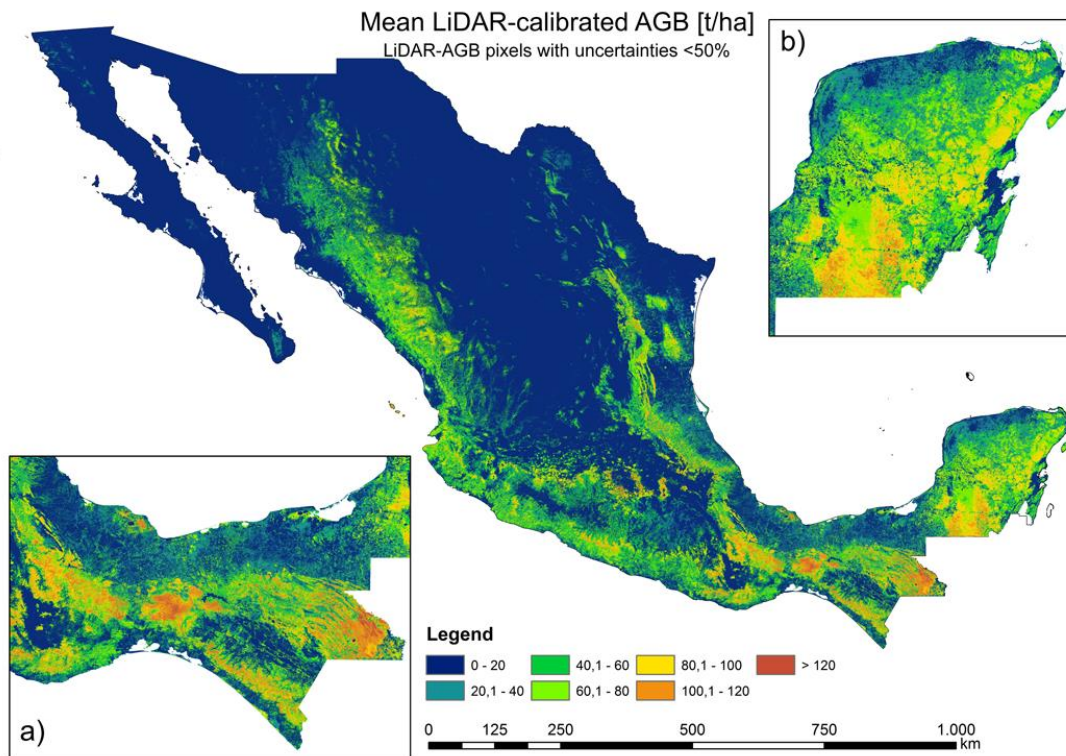 Mean LiDAR-calibrated AGB [t/ha]
LiDAR-AGB pixels with uncertainties <50%
b)
a)
Legend
0 - 20
40,1 - 60
80,1 - 100
> 120
20,1 - 40
60,1 - 80
100,1 - 120
0 125 250 500 750 1.000
km